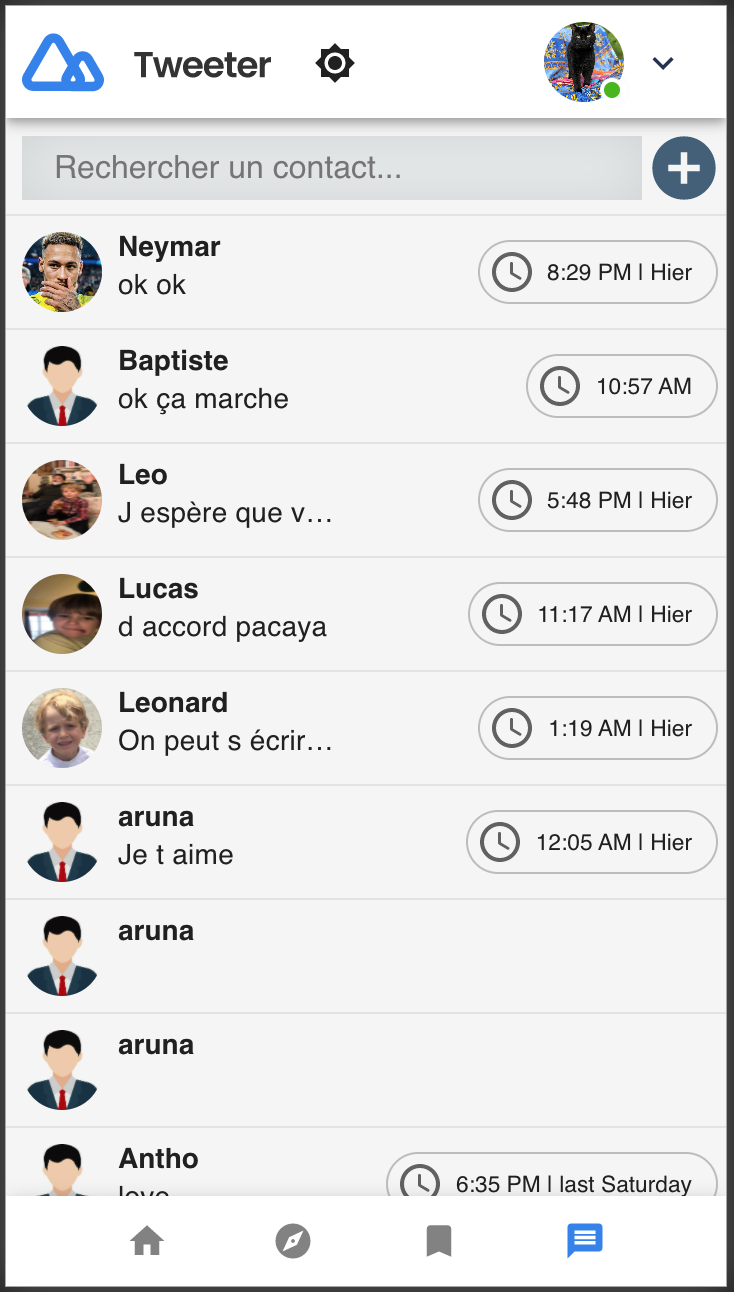 Tweeter
Rechercher un contact...
Neymar
ok ok
8:29 PM | Hier
Baptiste
ok ça marche
10:57 AM
Leo
J espère que v…
5:48 PM | Hier
Lucas
d accord pacaya
11:17 AM | Hier
Leonard
On peut s écrir…
1:19 AM | Hier
aruna
Je t aime
12:05 AM | Hier
aruna
aruna
Antho
love
6:35 PM | last Saturday